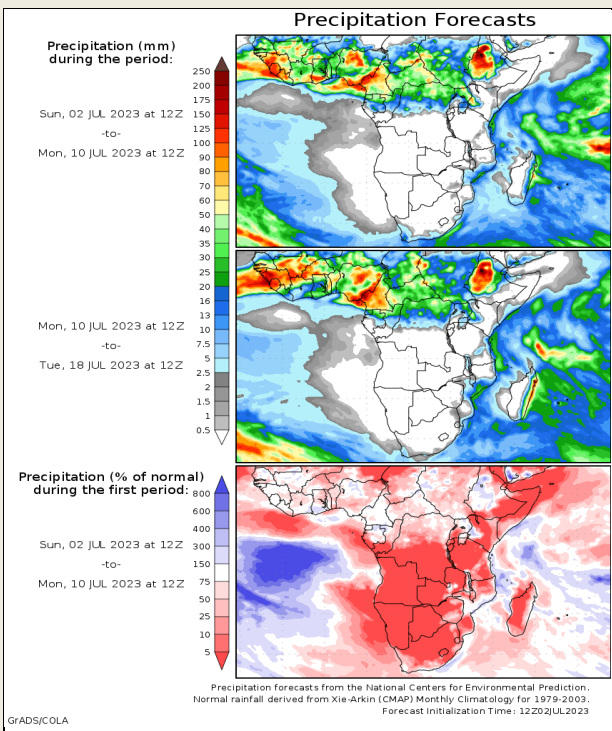 Precipitation Forecasts
Precipitation (mm)
during the period:
250
200
175
150
125
100
90
80
70
60
50
40
35
30
25
20
16
13
10
7.5
5
2.5
2
1.5
1
0.5
Sun, 02 JUL 2023 at 12Z
-to-
Mon, 10 JUL 2023 at 12Z
Mon, 10 JUL 2023 at 12Z
-to-
Tue, 18 JUL 2023 at 12Z
Precipitation (% of normal)
during the first period:
800
600
400
300
150
75
50
25
10
5
Sun, 02 JUL 2023 at 12Z
-to-
Mon, 10 JUL 2023 at 12Z
Precipitation forecasts from the National Centers for Environmental Prediction.
Normal rainfall derived from Xie-Arkin (CMAP) Monthly Climatology for 1979-2003.
Forecast Initialization Time: 12Z02JUL2023
GrADS/COLA